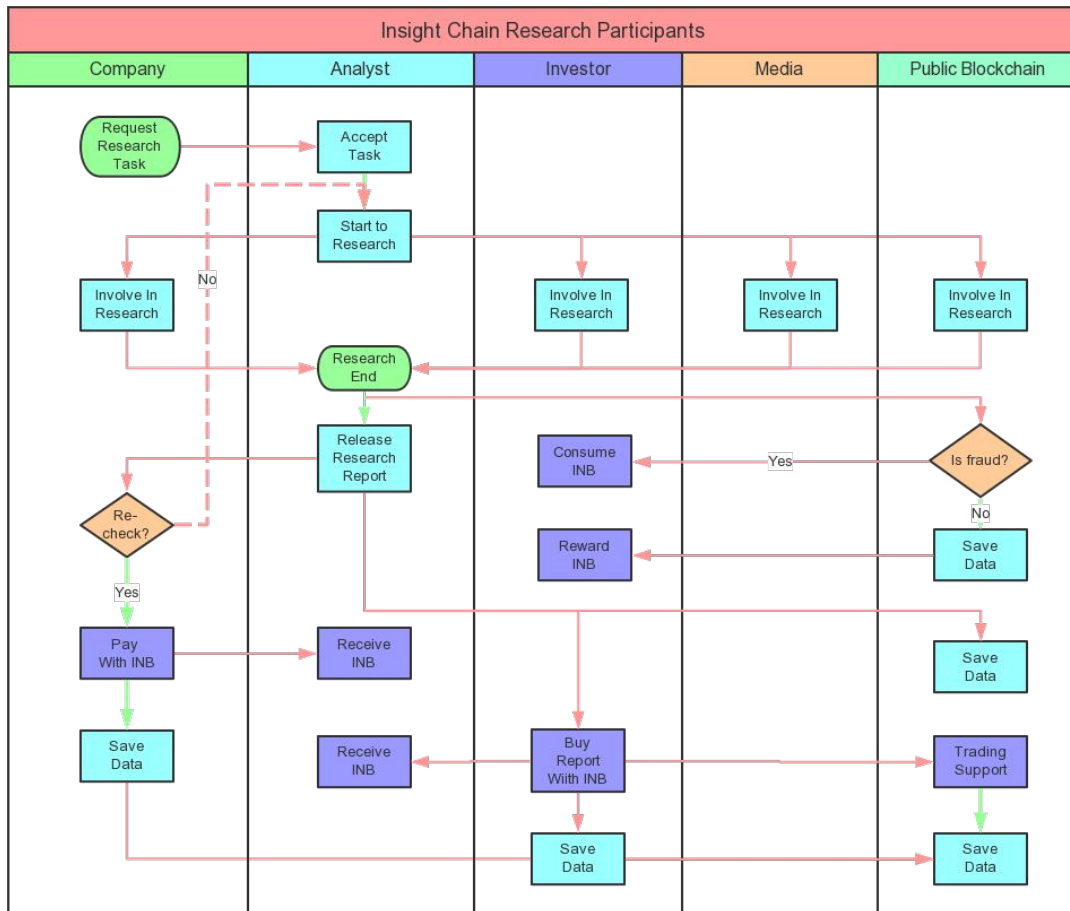 Insight Chain Research Participants
Company
Analyst
Investor
Media
Public Blockchain
Request
Research
Task
Accept
Task
Start to
Research
No
Involve In
Research
Involve In
Research
Involve In
Research
Involve In
Research
Research
End
Release
Research
Report
Consume
INB
Yes
Is fraud?
Re-
check?
No
Reward
INB
Save
Data
Yes
Pay
With INB
Receive
INB
Save
Data
Save
Data
Receive
INB
Buy
Report
Wiith INB
Trading
Support
Save
Data
Save
Data